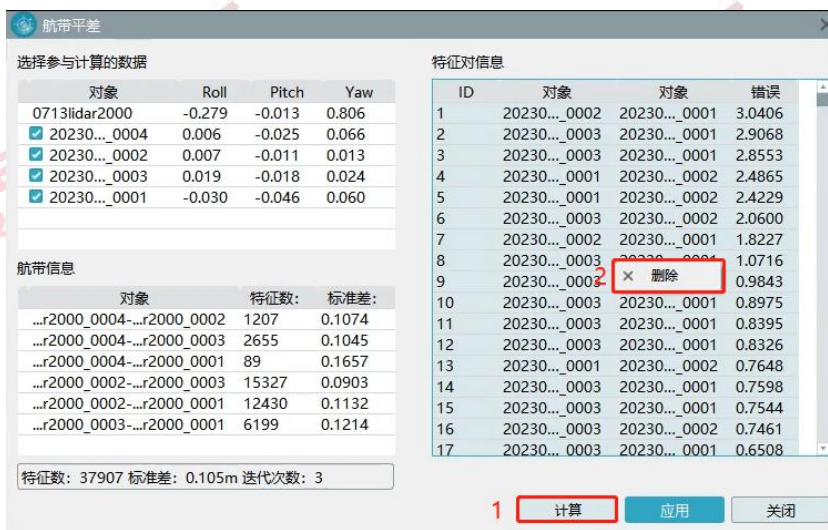 航带平差
选择参与计算的数据
对象 Roll Pitch Yaw
0713lidar2000 -0.279 -0.013 0.806
20230..._0004 0.006 -0.025 0.066
20230..._0002 0.007 -0.011 0.013
20230..._0003 0.019 -0.018 0.024
20230..._0001 -0.030 -0.046 0.060
航带信息
对象 特征数: 标准差:
...r2000_0004-...r2000_0002 1207 0.1074
...r2000_0004-...r2000_0003 2655 0.1045
...r2000_0004-...r2000_0001 89 0.1657
...r2000_0002-...r2000_0003 15327 0.0903
...r2000_0002-...r2000_0001 12430 0.1132
...r2000_0003-...r2000_0001 6199 0.1214
特征数: 37907 标准差: 0.105m 迭代次数: 3
特征对信息
ID 对象 对象 错误
1 20230..._0002 20230..._0001 3.0406
2 20230..._0003 20230..._0001 2.9068
3 20230..._0003 20230..._0001 2.8553
4 20230..._0001 20230..._0002 2.4865
5 20230..._0001 20230..._0002 2.4229
6 20230..._0003 20230..._0002 2.0600
7 20230..._0002 20230..._0001 1.8227
8 20230..._0003 20230..._0001 1.0716
9 20230..._0003 0.9843
2 删除
10 20230..._0003 20230..._0001 0.8975
11 20230..._0003 20230..._0001 0.8395
12 20230..._0003 20230..._0001 0.8326
13 20230..._0001 20230..._0002 0.7648
14 20230..._0003 20230..._0001 0.7598
15 20230..._0003 20230..._0001 0.7544
16 20230..._0003 20230..._0002 0.7461
17 20230..._0003 20230..._0001 0.6508
1 计算 应用 关闭